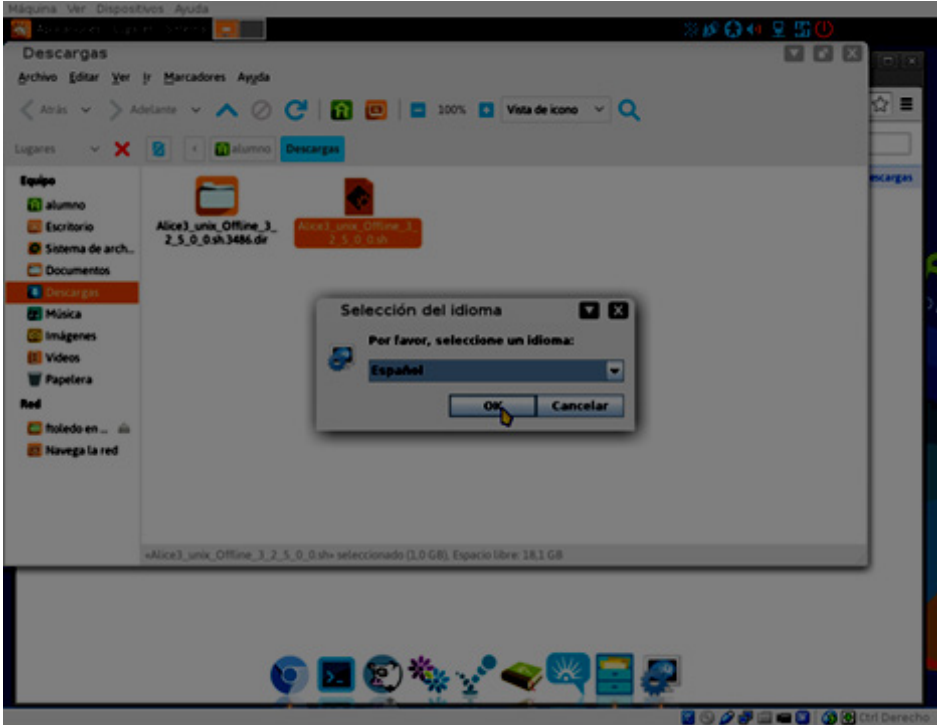 Máquina Ver Dispositivos Ayuda
Descargas
Archivo Editar Ver Ir Marcadores Ayuda
Atrás Adelante 100% Vista de icono
Lugares alumno Descargas
Equipo
alumno
Escritorio
Sistema de arch...
Documentos
Descargas
Música
Imágenes
Vídeos
Papelera
Red
ftoledo en ...
Navega la red
Alice3_unix_Offline_3_
2_5_0_0.sh.3486.dir
Alice3_unix_Offline_3_
2_5_0_0.sh
Selección del idioma
Por favor, seleccione un idioma:
Español
OK Cancelar
«Alice3_unix_Offline_3_2_5_0_0.sh» seleccionado (1,0 GB), Espacio libre: 18,1 GB
escargas
Ctrl Derecho